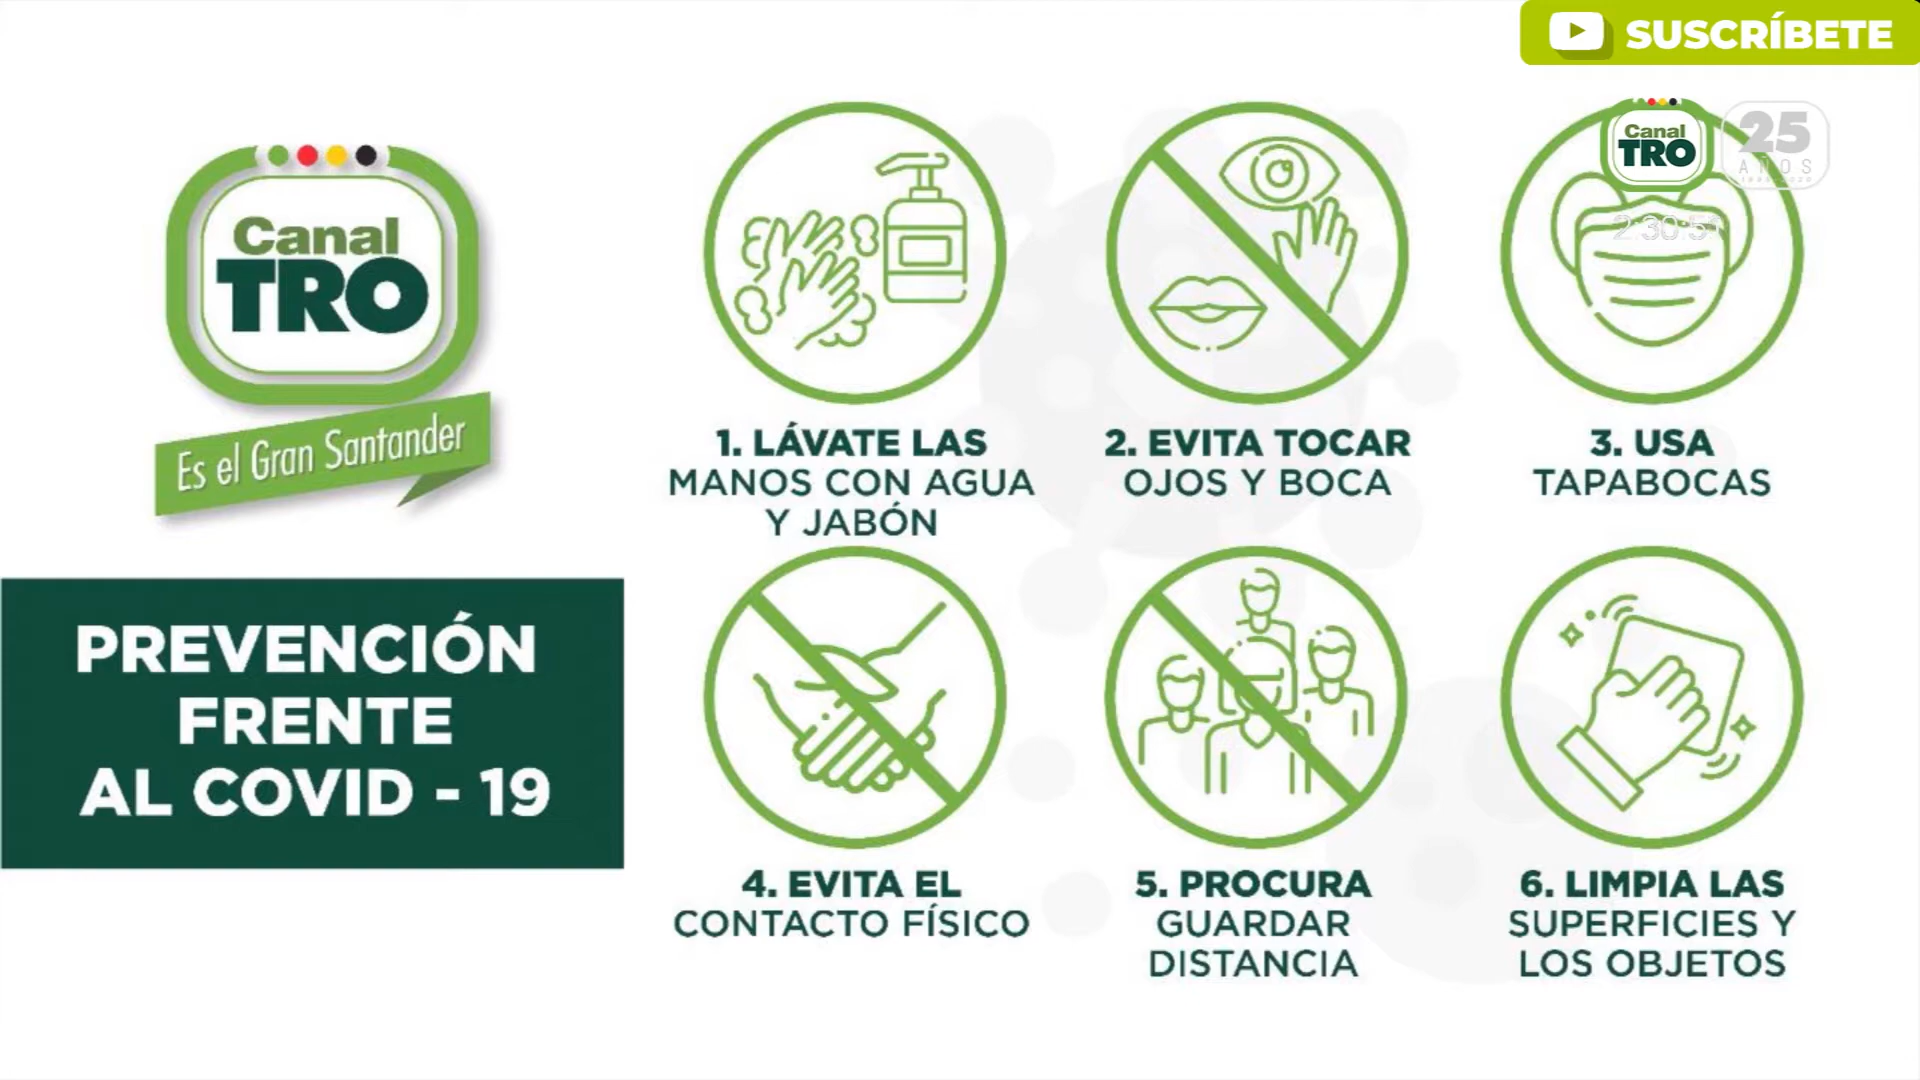 SUSCRÍBETE
Canal
TRO
25
AÑOS
Canal
TRO
Es el Gran Santander
PREVENCIÓN
FRENTE
AL COVID - 19
1. LÁVATE LAS
MANOS CON AGUA
Y JABÓN
2. EVITA TOCAR
OJOS Y BOCA
3. USA
TAPABOCAS
4. EVITA EL
CONTACTO FÍSICO
5. PROCURA
GUARDAR
DISTANCIA
6. LIMPIA LAS
SUPERFICIES Y
LOS OBJETOS